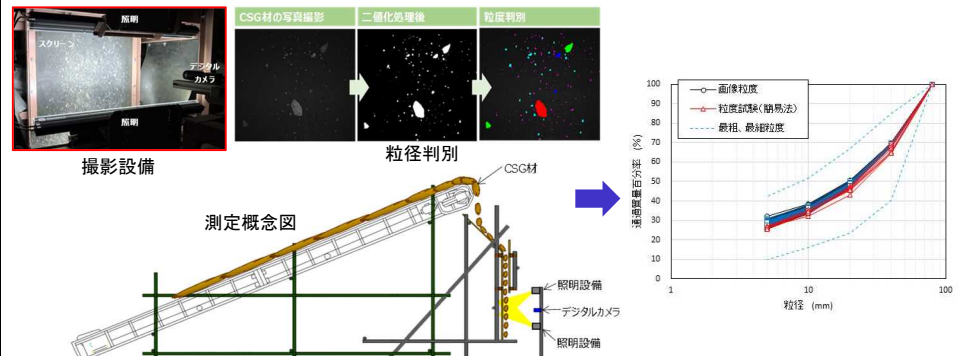 照明
スクリーン
デジタル
カメラ
照明
撮影設備
CSG材の写真撮影
二値化処理後
粒度判別
粒径判別
CSG材
測定概念図
照明設備
デジタルカメラ
照明設備
通過質量百分率 (%)
100
90
80
70
60
50
40
30
20
10
0
画像粒度
粒度試験(簡易法)
最粗、最細粒度
1
10
100
粒径 (mm)